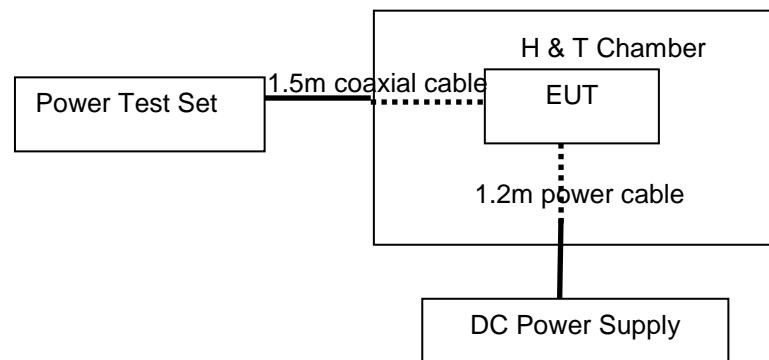 H & T Chamber
1.5m coaxial cable
Power Test Set
EUT
1.2m power cable
DC Power Supply